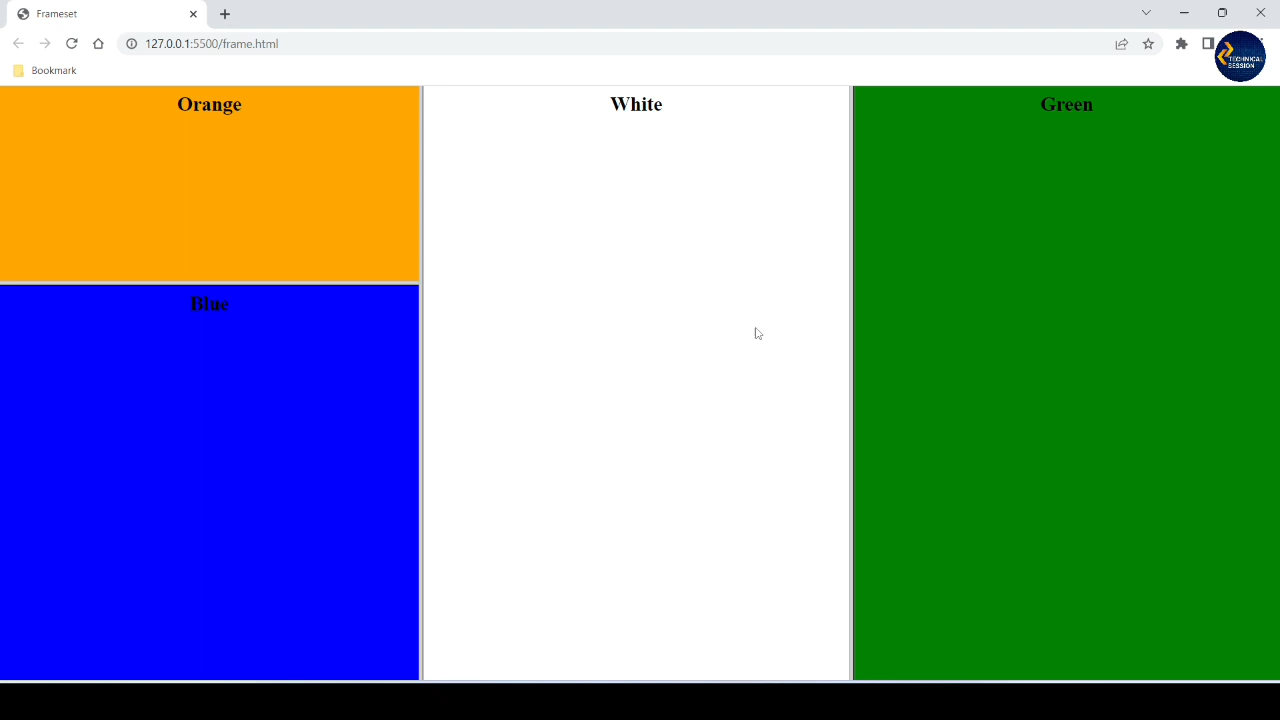 Frameset
127.0.0.1:5500/frame.html
Bookmark
TECHNICAL
SESSION
Orange
White
Green
Blue